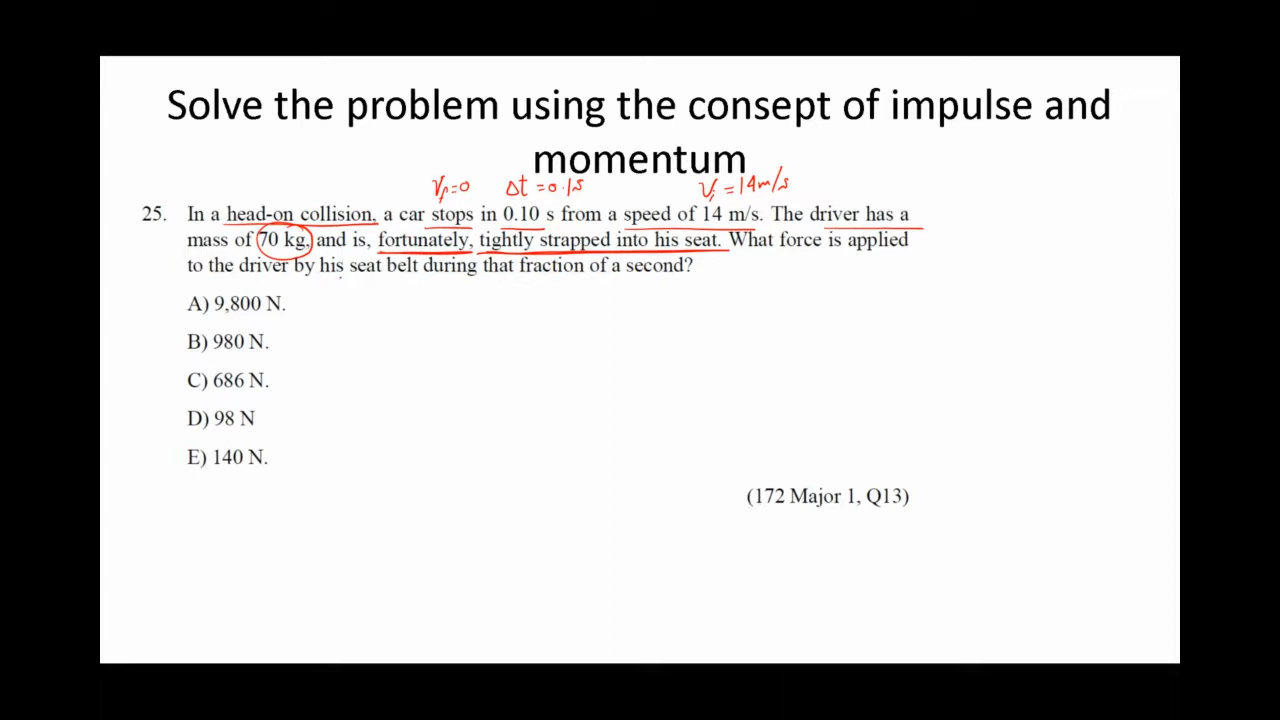 Solve the problem using the consept of impulse and
momentum
Vf=0 Δt =0.1s Vi = 14m/s
25. In a head-on collision, a car stops in 0.10 s from a speed of 14 m/s. The driver has a
mass of 70 kg, and is, fortunately, tightly strapped into his seat. What force is applied
to the driver by his seat belt during that fraction of a second?
A) 9,800 N.
B) 980 N.
C) 686 N.
D) 98 N
E) 140 N.
(172 Major 1, Q13)